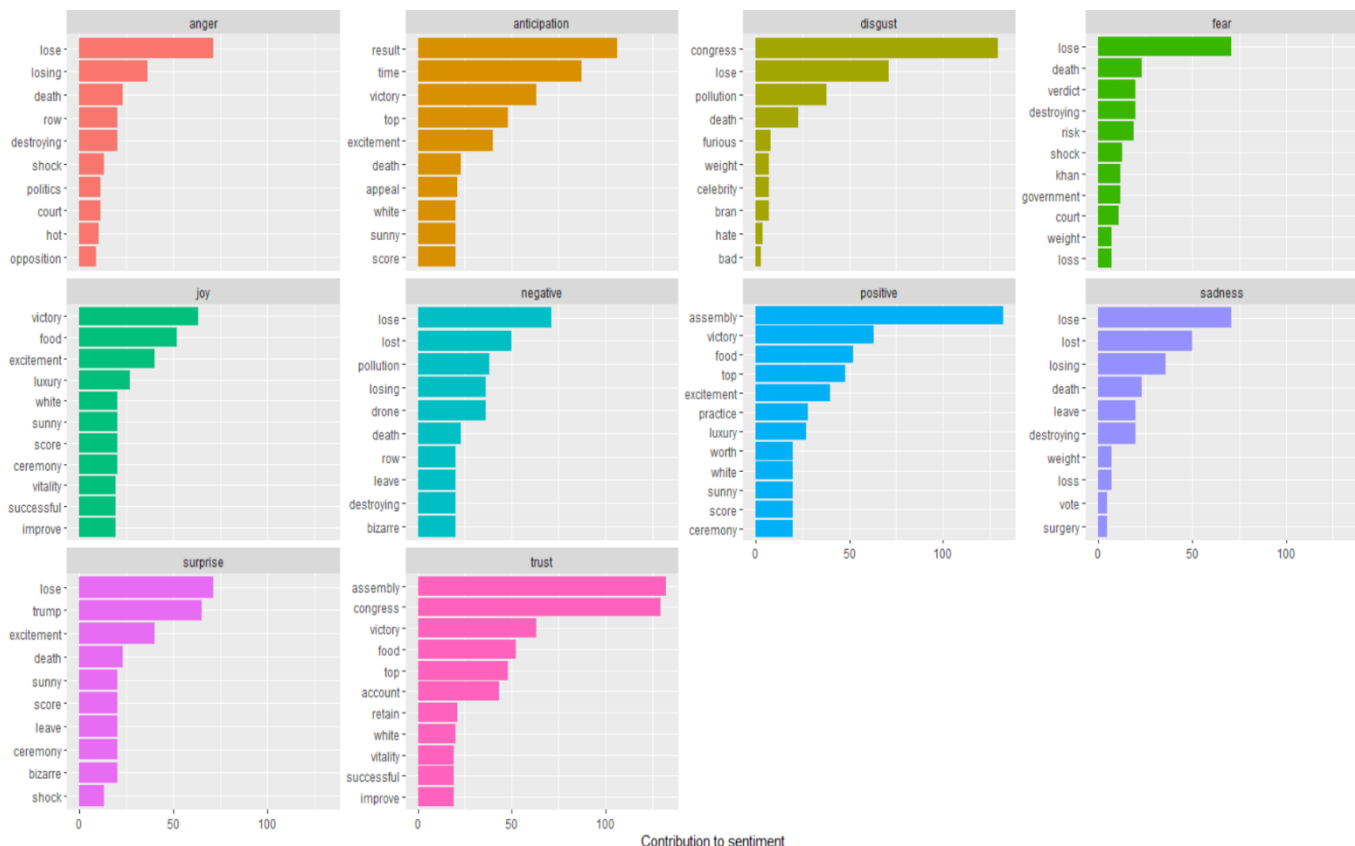 anger
lose
losing
death
row
destroying
shock
politics
court
hot
opposition
0
50
100
anticipation
result
time
victory
top
excitement
death
appeal
white
sunny
score
disgust
congress
lose
pollution
death
furious
weight
celebrity
bran
hate
bad
fear
lose
death
verdict
destroying
risk
shock
khan
government
court
weight
loss
joy
victory
food
excitement
luxury
white
sunny
score
ceremony
vitality
successful
improve
negative
lose
lost
pollution
losing
drone
death
row
leave
destroying
bizarre
positive
assembly
victory
food
top
excitement
practice
luxury
worth
white
sunny
score
ceremony
0
50
100
sadness
lose
lost
losing
death
leave
destroying
weight
loss
vote
surgery
0
50
100
surprise
lose
trump
excitement
death
sunny
score
leave
ceremony
bizarre
shock
trust
assembly
congress
victory
food
top
account
retain
white
vitality
successful
improve
0
50
100
Contribution to sentiment